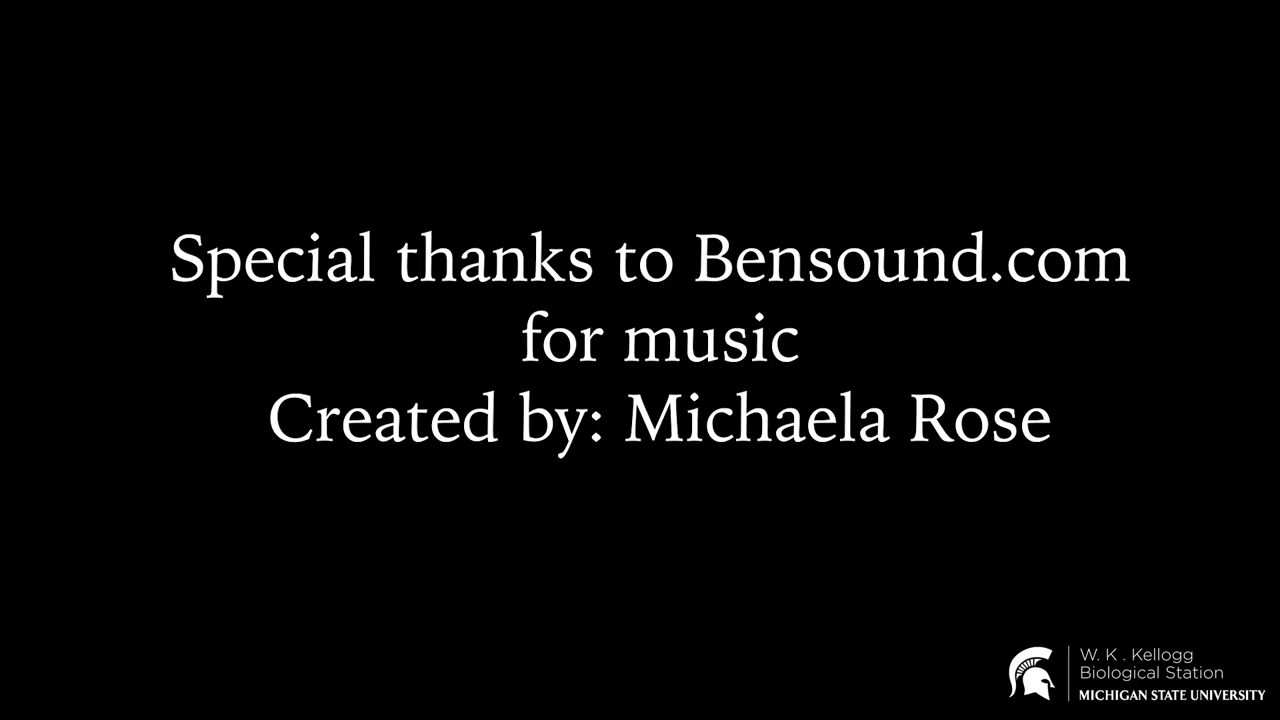 Special thanks to Bensound.com
for music
Created by: Michaela Rose
W. K. Kellogg
Biological Station
MICHIGAN STATE UNIVERSITY